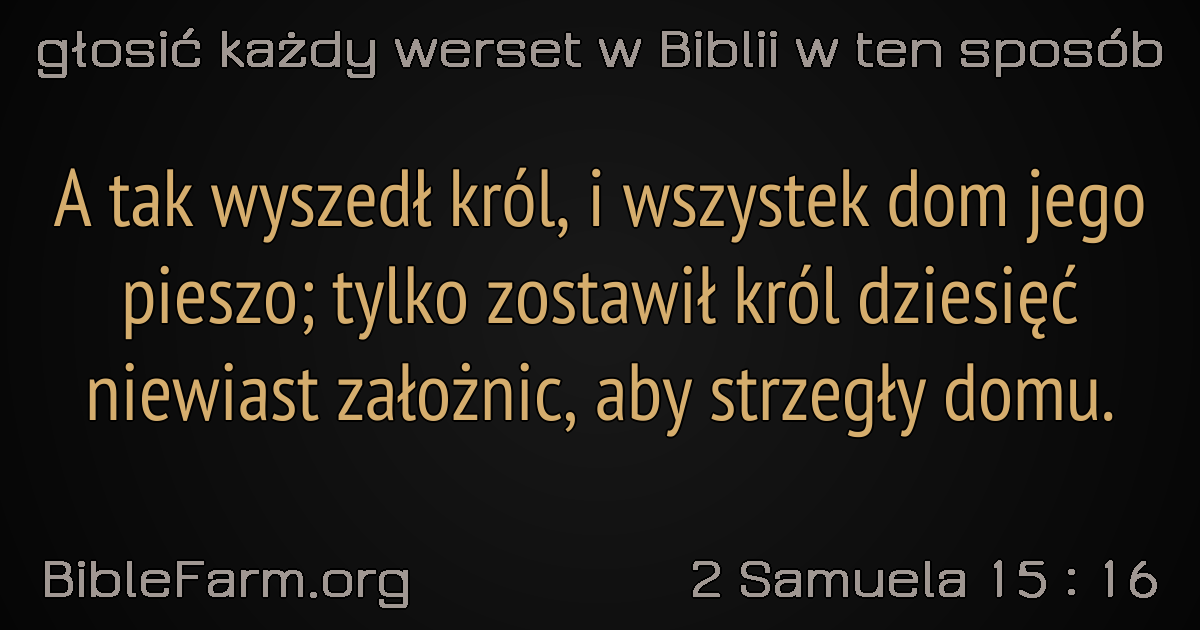 głosić każdy werset w Biblii w ten sposób
A tak wyszedł król, i wszystek dom jego
pieszo; tylko zostawił król dziesięć
niewiast założnic, aby strzegły domu.
BibleFarm.org
2 Samuela 15 : 16